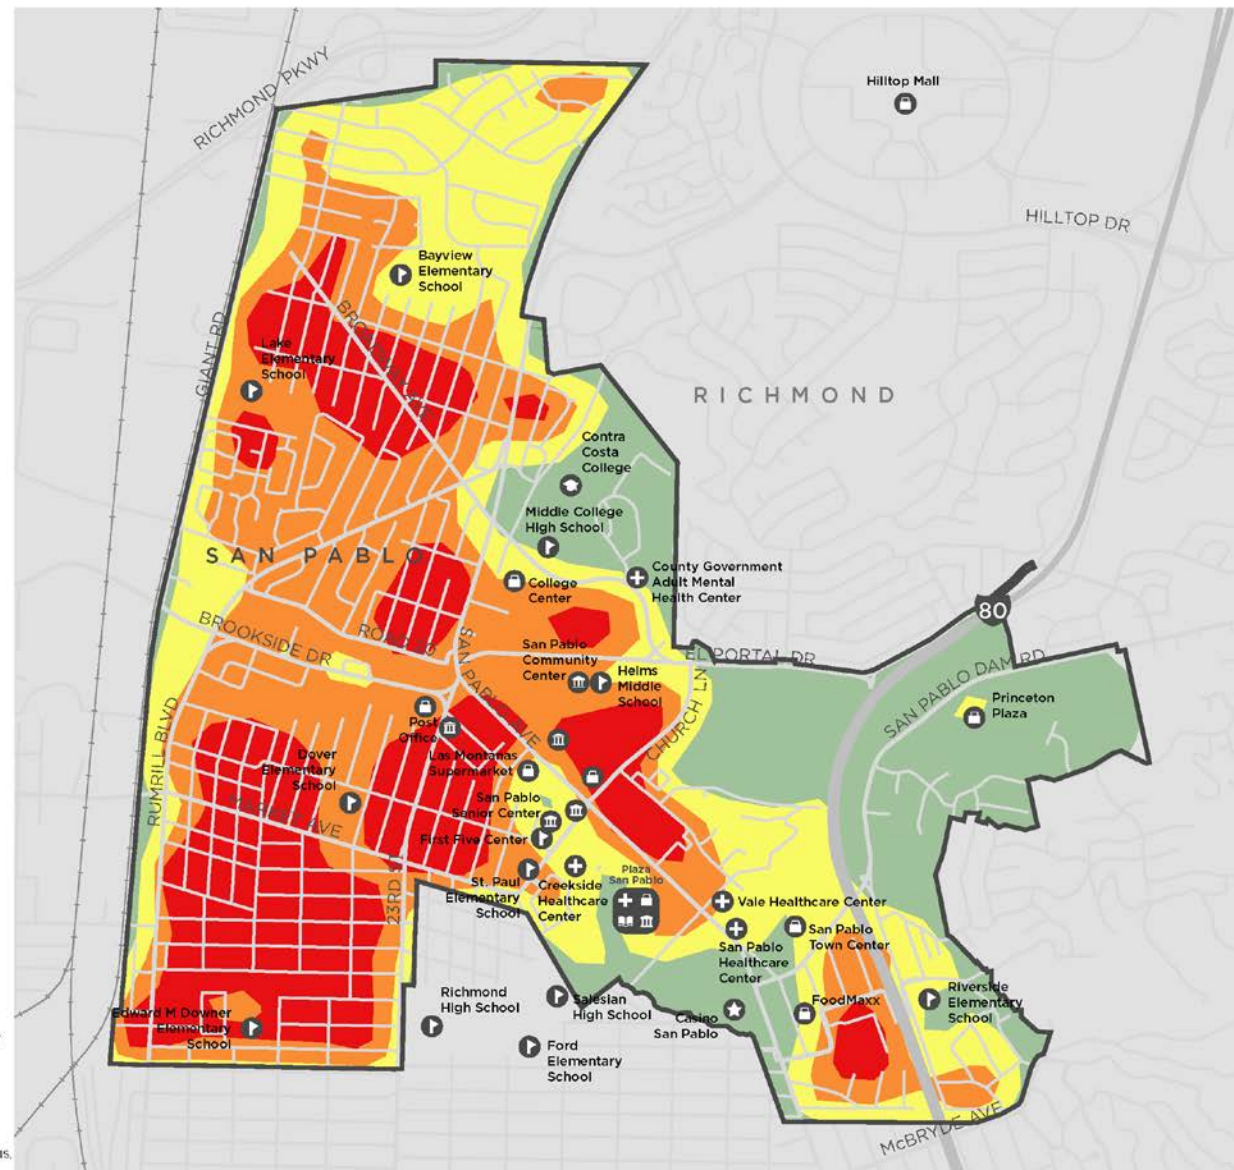 Hilltop Mall
RICHMOND PKWY
HILLTOP DR
Bayview
Elementary
School
GIANT RD
Lake
Elementary
School
RICHMOND
Contra
Costa
College
Middle College
High School
SAN PABLO
County Government
Adult Mental
Health Center
College
Center
80
BROOKSIDE DR
SAN PABLO AVE
San Pablo
Community
Center
EL PORTAL DR
Helms
Middle
School
SAN PABLO DAM RD
Princeton
Plaza
RUMRILL BLVD
Post
Office
CHURCH LN
Dover
Elementary
School
Las Montanas
Supermarket
MARKET AVE
San Pablo
Senior Center
First Five Center
23RD ST
St. Paul
Elementary
School
Creekside
Healthcare
Center
Plaza
San Pablo
Vale Healthcare Center
San Pablo
Healthcare
Center
San Pablo
Town Center
Richmond
High School
Salesian
High School
Casino
San Pablo
FoodMaxx
Riverside
Elementary
School
Edward M Downer
Elementary
School
Ford
Elementary
School
McBRYDE AVE